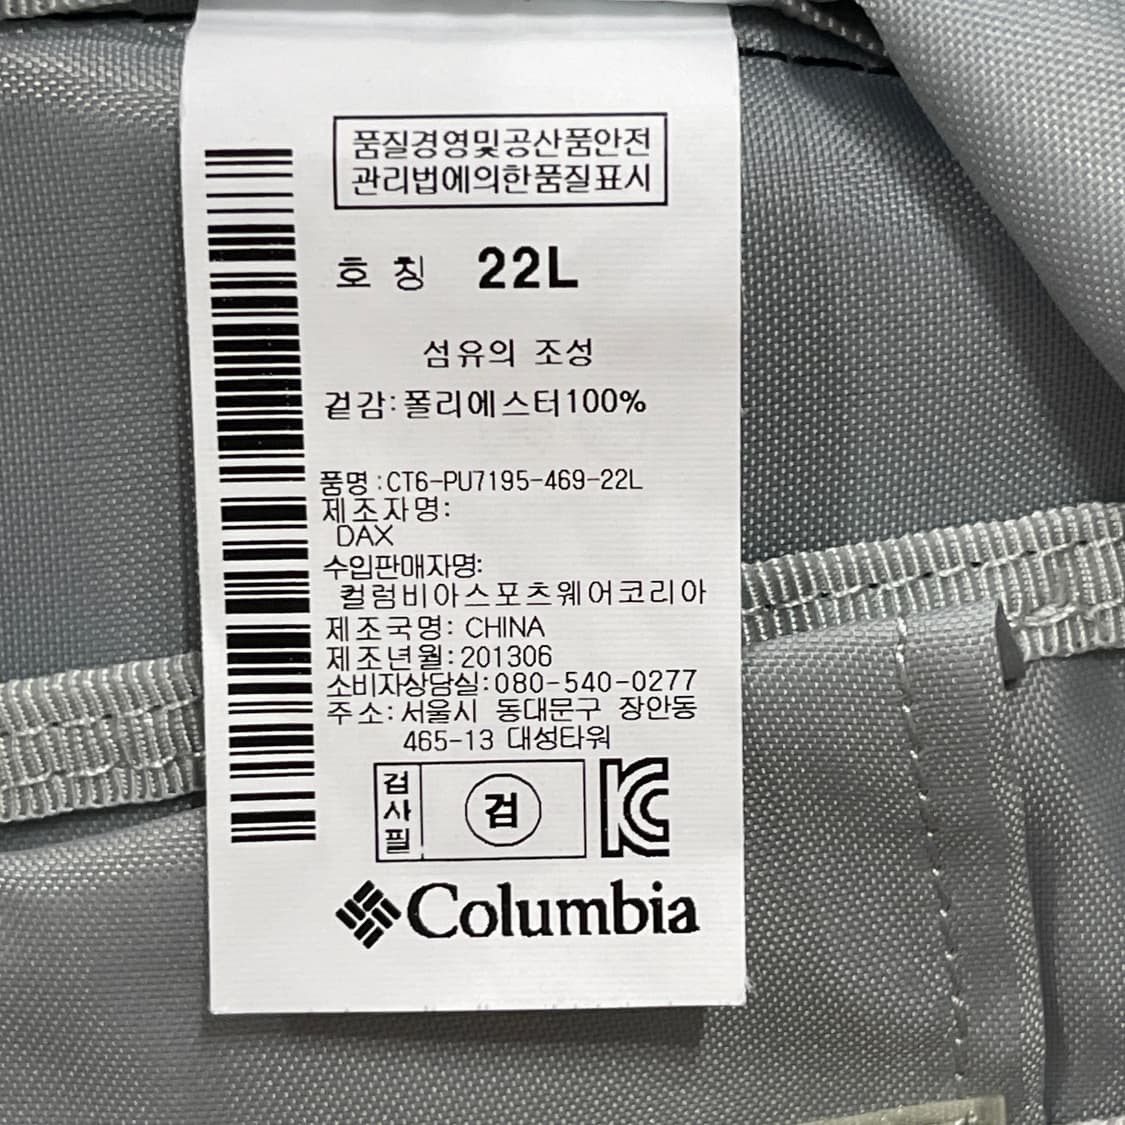 품질경영및공산품안전
관리법에의한품질표시
호 칭 22L
섬유의 조성
겉감:폴리에스터100%
품명:CT6-PU7195-469-22L
제조자명:
DAX
수입판매자명:
컬럼비아스포츠웨어코리아
제조국명: CHINA
제조년월:201306
소비자상담실:080-540-0277
주소:서울시 동대문구 장안동
465-13 대성타워
검사필
검
KC
Columbia